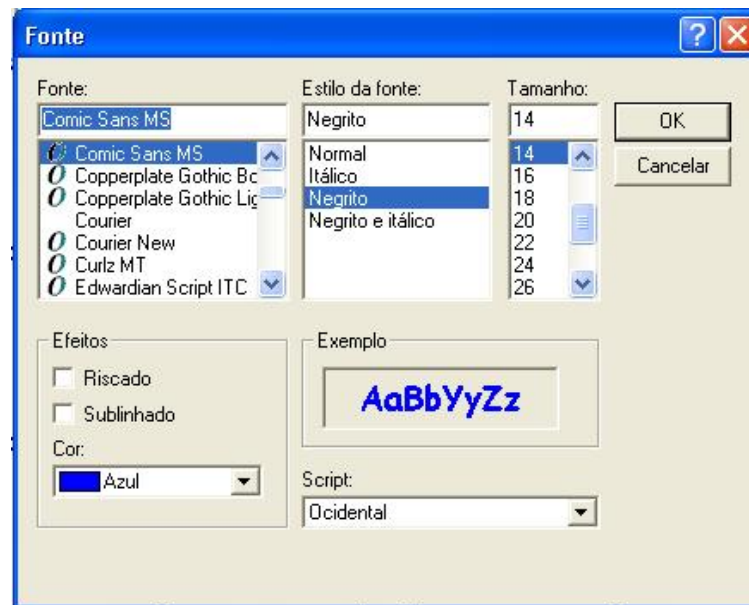 Fonte
Fonte:
Estilo da fonte:
Tamanho:
Comic Sans MS
Negrito
14
OK
Comic Sans MS
Copperplate Gothic Bo
Copperplate Gothic Lig
Courier
Courier New
Curlz MT
Edwardian Script ITC
Normal
Itálico
Negrito
Negrito e itálico
14
16
18
20
22
24
26
Cancelar
Efeitos
Riscado
Sublinhado
Cor:
Azul
Exemplo
AaBbYyZz
Script:
Ocidental